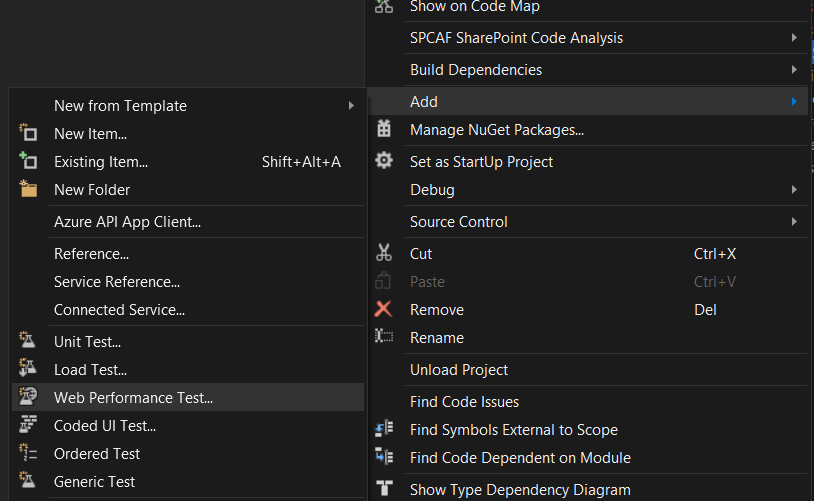 Show on Code Map
SPCAF SharePoint Code Analysis
Build Dependencies
Add
Manage NuGet Packages...
Set as StartUp Project
Debug
Source Control
Cut Ctrl+X
Paste Ctrl+V
Remove Del
Rename
Unload Project
Find Code Issues
Find Symbols External to Scope
Find Code Dependent on Module
Show Type Dependency Diagram
New from Template
New Item...
Existing Item... Shift+Alt+A
New Folder
Azure API App Client...
Reference...
Service Reference...
Connected Service...
Unit Test...
Load Test...
Web Performance Test...
Coded UI Test...
Ordered Test
Generic Test